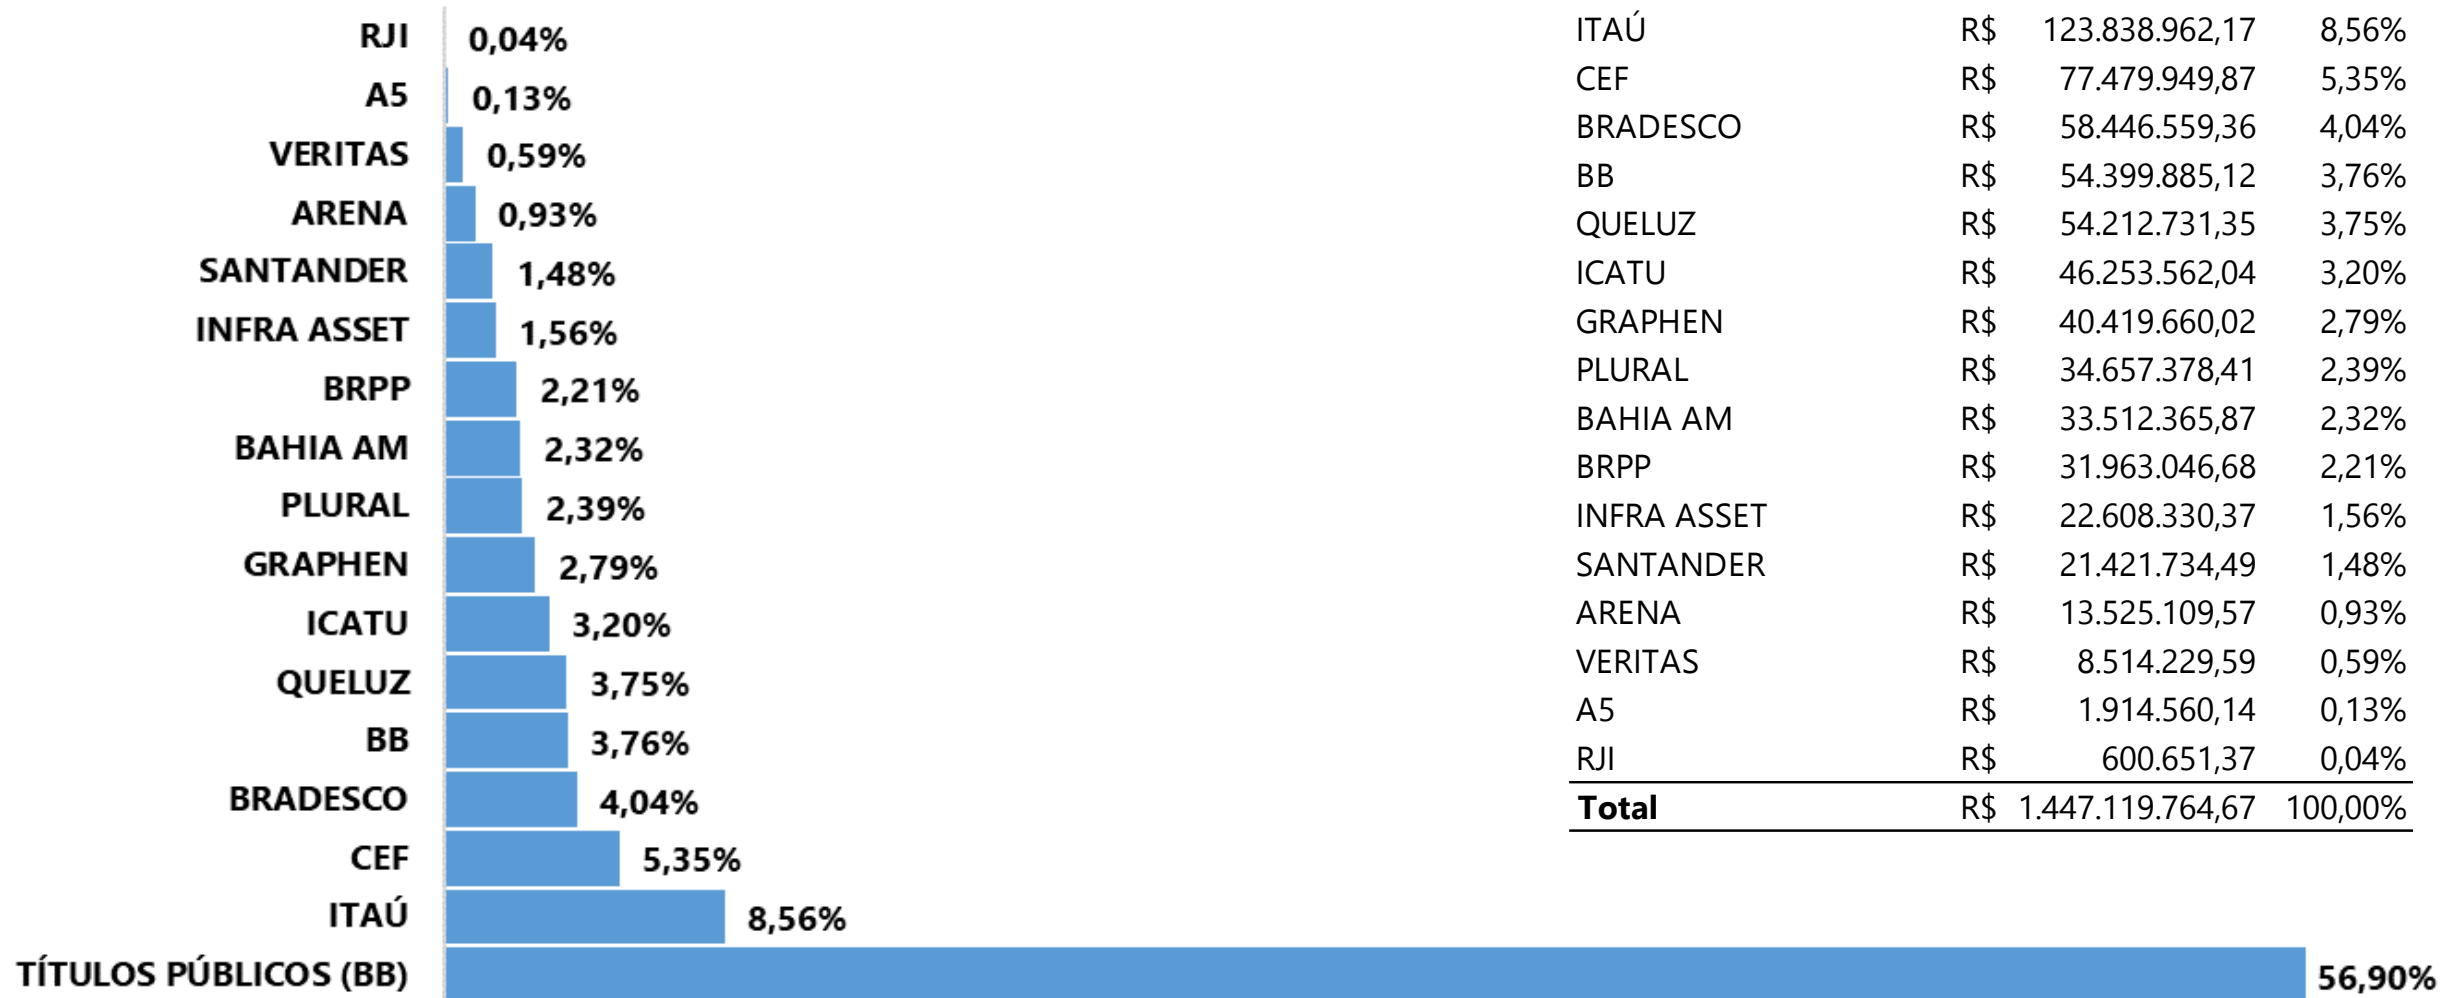 RJI 0,04%
A5 0,13%
VERITAS 0,59%
ARENA 0,93%
SANTANDER 1,48%
INFRA ASSET 1,56%
BRPP 2,21%
BAHIA AM 2,32%
PLURAL 2,39%
GRAPHEN 2,79%
ICATU 3,20%
QUELUZ 3,75%
BB 3,76%
BRADESCO 4,04%
CEF 5,35%
ITAÚ 8,56%
TÍTULOS PÚBLICOS (BB) 56,90%
ITAÚ R$ 123.838.962,17 8,56%
CEF R$ 77.479.949,87 5,35%
BRADESCO R$ 58.446.559,36 4,04%
BB R$ 54.399.885,12 3,76%
QUELUZ R$ 54.212.731,35 3,75%
ICATU R$ 46.253.562,04 3,20%
GRAPHEN R$ 40.419.660,02 2,79%
PLURAL R$ 34.657.378,41 2,39%
BAHIA AM R$ 33.512.365,87 2,32%
BRPP R$ 31.963.046,68 2,21%
INFRA ASSET R$ 22.608.330,37 1,56%
SANTANDER R$ 21.421.734,49 1,48%
ARENA R$ 13.525.109,57 0,93%
VERITAS R$ 8.514.229,59 0,59%
A5 R$ 1.914.560,14 0,13%
RJI R$ 600.651,37 0,04%
Total R$ 1.447.119.764,67 100,00%